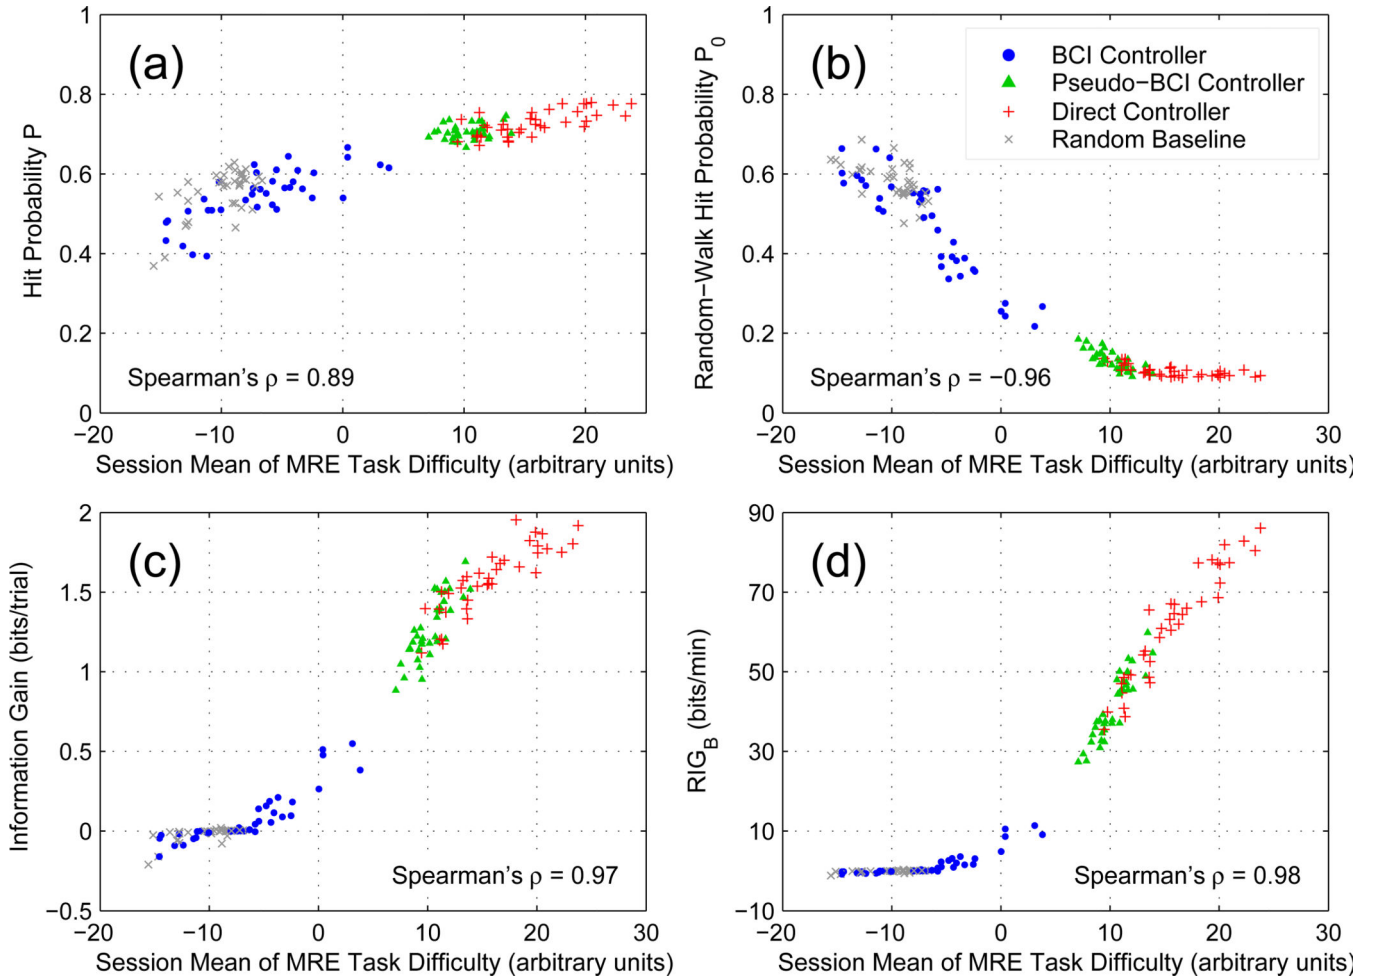 (a)
Hit Probability P
1
0.8
0.6
0.4
0.2
0
Spearman's ρ = 0.89
−20
−10
0
10
20
Session Mean of MRE Task Difficulty (arbitrary units)
(b)
Random−Walk Hit Probability P0
1
0.8
0.6
0.4
0.2
0
BCI Controller
Pseudo−BCI Controller
Direct Controller
Random Baseline
Spearman's ρ = −0.96
−20
−10
0
10
20
30
Session Mean of MRE Task Difficulty (arbitrary units)
(c)
Information Gain (bits/trial)
2
1.5
1
0.5
0
−0.5
Spearman's ρ = 0.97
−20
−10
0
10
20
30
Session Mean of MRE Task Difficulty (arbitrary units)
(d)
RIGB (bits/min)
90
70
50
30
10
−10
Spearman's ρ = 0.98
−20
−10
0
10
20
30
Session Mean of MRE Task Difficulty (arbitrary units)